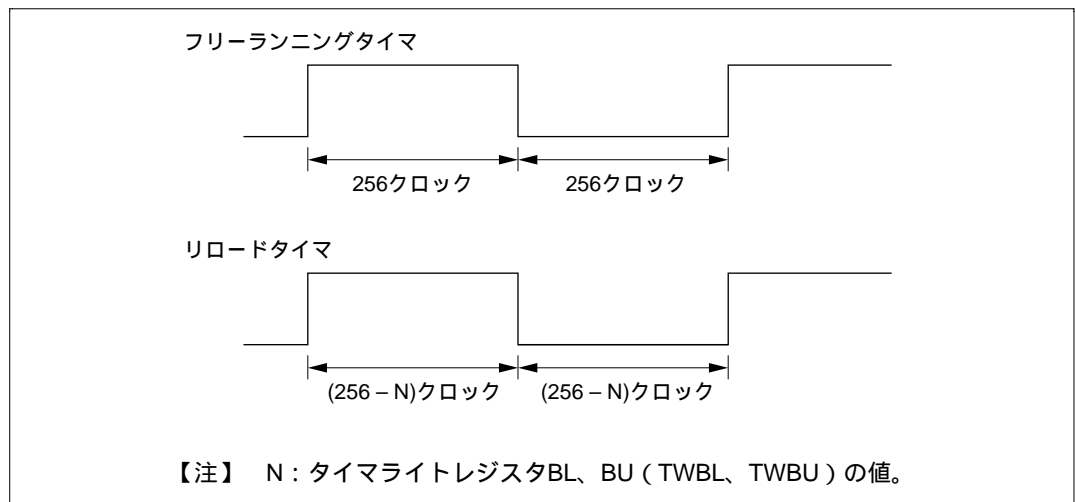 フリーランニングタイマ
256クロック 256クロック
リロードタイマ
(256 – N)クロック (256 – N)クロック
【注】 N：タイマライトレジスタBL、BU（TWBL、TWBU）の値。